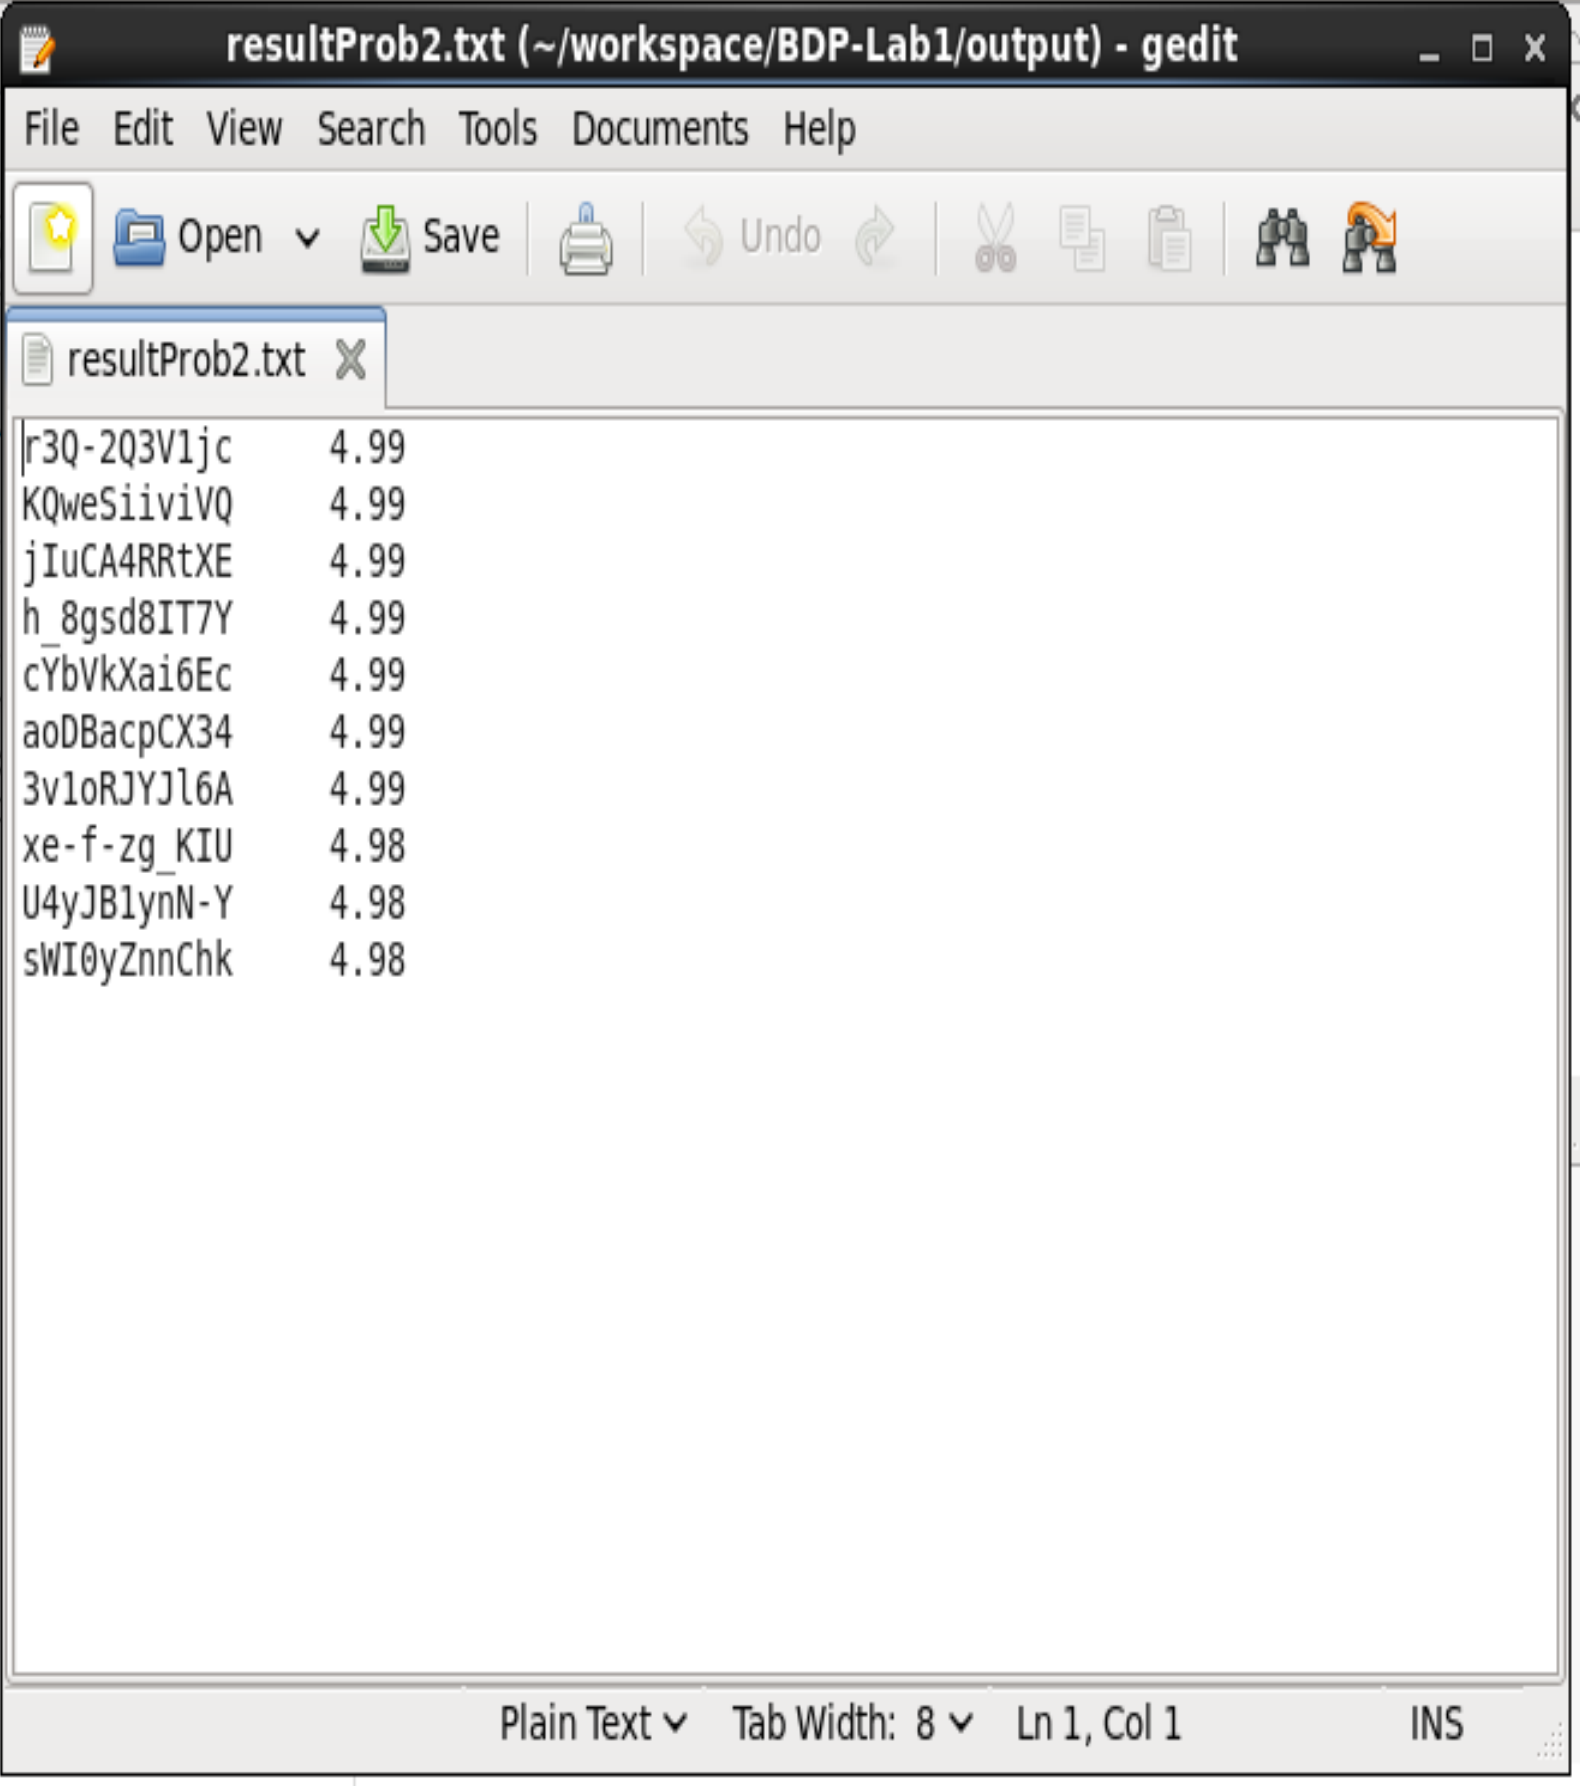 resultProb2.txt (~/workspace/BDP-Lab1/output) - gedit
File Edit View Search Tools Documents Help
Open Save Undo
resultProb2.txt
r3Q-2Q3V1jc 4.99
KQweSiiviVQ 4.99
jIuCA4RRtXE 4.99
h_8gsd8IT7Y 4.99
cYbVkXai6Ec 4.99
aoDBacpCX34 4.99
3v1oRJYJl6A 4.99
xe-f-zg_KIU 4.98
U4yJB1ynN-Y 4.98
sWI0yZnnChk 4.98
Plain Text Tab Width: 8 Ln 1, Col 1 INS